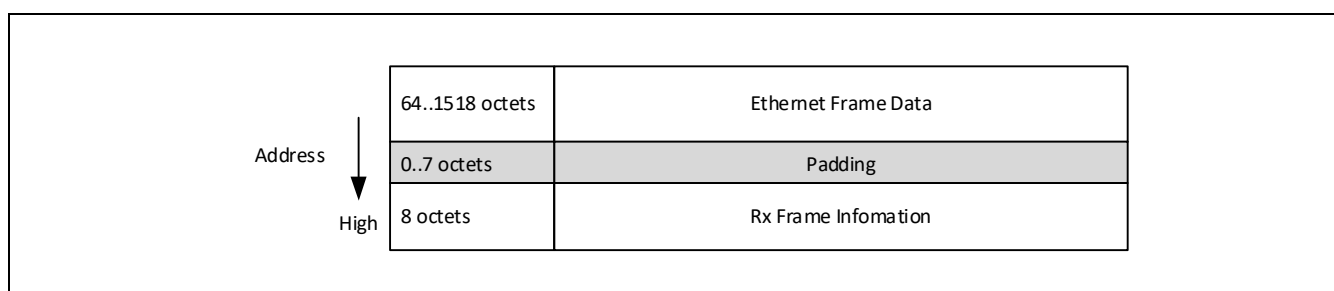 64..1518 octets Ethernet Frame Data
Address 0..7 octets Padding
High 8 octets Rx Frame Infomation